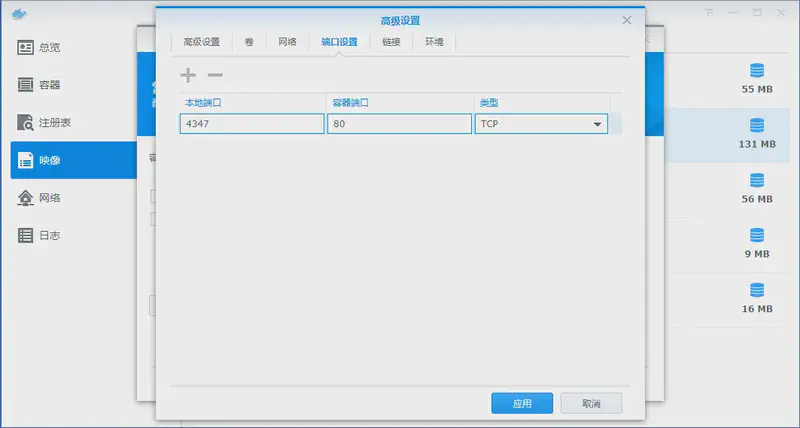 高级设置
总览
容器
注册表
映像
网络
日志
高级设置 卷 网络 端口设置 链接 环境
本地端口 容器端口 类型
4347 80 TCP
55 MB
131 MB
56 MB
9 MB
16 MB
应用 取消